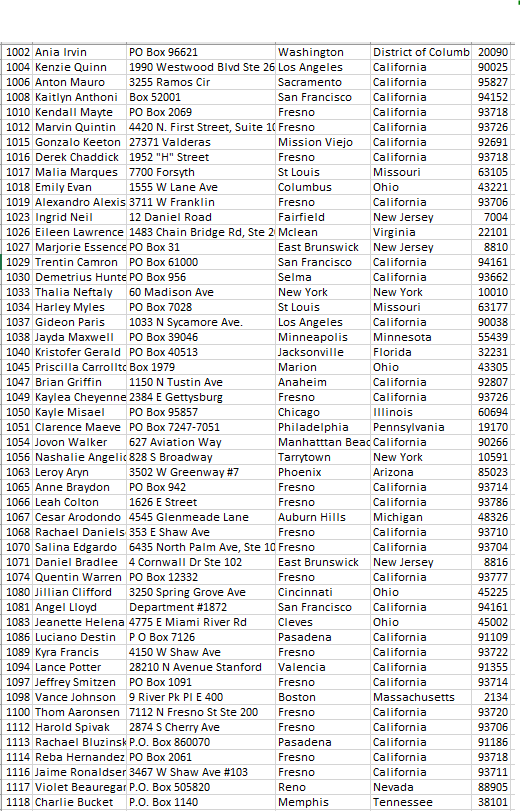 1002 Ania Irvin PO Box 96621 Washington District of Columb 20090
1004 Kenzie Quinn 1990 Westwood Blvd Ste 26 Los Angeles California 90025
1006 Anton Mauro 3255 Ramos Cir Sacramento California 95827
1008 Kaitlyn Anthoni Box 52001 San Francisco California 94152
1010 Kendall Mayte PO Box 2069 Fresno California 93718
1012 Marvin Quintin 4420 N. First Street, Suite 10 Fresno California 93726
1015 Gonzalo Keeton 27371 Valderas Mission Viejo California 92691
1016 Derek Chaddick 1952 "H" Street Fresno California 93718
1017 Malia Marques 7700 Forsyth St Louis Missouri 63105
1018 Emily Evan 1555 W Lane Ave Columbus Ohio 43221
1019 Alexandro Alexis 3711 W Franklin Fresno California 93706
1023 Ingrid Neil 12 Daniel Road Fairfield New Jersey 7004
1026 Eileen Lawrence 1483 Chain Bridge Rd, Ste 2 Mclean Virginia 22101
1027 Marjorie Essence PO Box 31 East Brunswick New Jersey 8810
1029 Trentin Camron PO Box 61000 San Francisco California 94161
1030 Demetrius Hunte PO Box 956 Selma California 93662
1033 Thalia Neftaly 60 Madison Ave New York New York 10010
1034 Harley Myles PO Box 7028 St Louis Missouri 63177
1037 Gideon Paris 1033 N Sycamore Ave. Los Angeles California 90038
1038 Jayda Maxwell PO Box 39046 Minneapolis Minnesota 55439
1040 Kristofer Gerald PO Box 40513 Jacksonville Florida 32231
1045 Priscilla Carrollto Box 1979 Marion Ohio 43305
1047 Brian Griffin 1150 N Tustin Ave Anaheim California 92807
1049 Kaylea Cheyenne 2384 E Gettysburg Fresno California 93726
1050 Kayle Misael PO Box 95857 Chicago Illinois 60694
1051 Clarence Maeve PO Box 7247-7051 Philadelphia Pennsylvania 19170
1054 Jovon Walker 627 Aviation Way Manhatttan Beac California 90266
1056 Nashalie Angelic 828 S Broadway Tarrytown New York 10591
1063 Leroy Aryn 3502 W Greenway #7 Phoenix Arizona 85023
1065 Anne Braydon PO Box 942 Fresno California 93714
1066 Leah Colton 1626 E Street Fresno California 93786
1067 Cesar Arodondo 4545 Glenmeade Lane Auburn Hills Michigan 48326
1068 Rachael Daniels 353 E Shaw Ave Fresno California 93710
1070 Salina Edgardo 6435 North Palm Ave, Ste 10 Fresno California 93704
1071 Daniel Bradlee 4 Cornwall Dr Ste 102 East Brunswick New Jersey 8816
1074 Quentin Warren PO Box 12332 Fresno California 93777
1080 Jillian Clifford 3250 Spring Grove Ave Cincinnati Ohio 45225
1081 Angel Lloyd Department #1872 San Francisco California 94161
1083 Jeanette Helena 4775 E Miami River Rd Cleves Ohio 45002
1086 Luciano Destin P O Box 7126 Pasadena California 91109
1089 Kyra Francis 4150 W Shaw Ave Fresno California 93722
1094 Lance Potter 28210 N Avenue Stanford Valencia California 91355
1097 Jeffrey Smitzen PO Box 1091 Fresno California 93714
1098 Vance Johnson 9 River Pk Pl E 400 Boston Massachusetts 2134
1100 Thom Aaronsen 7112 N Fresno St Ste 200 Fresno California 93720
1112 Harold Spivak 2874 S Cherry Ave Fresno California 93706
1113 Rachael Bluzinsk P.O. Box 860070 Pasadena California 91186
1114 Reba Hernandez PO Box 2061 Fresno California 93718
1116 Jaime Ronaldser 3467 W Shaw Ave #103 Fresno California 93711
1117 Violet Beauregar P.O. Box 505820 Reno Nevada 88905
1118 Charlie Bucket P.O. Box 1140 Memphis Tennessee 38101